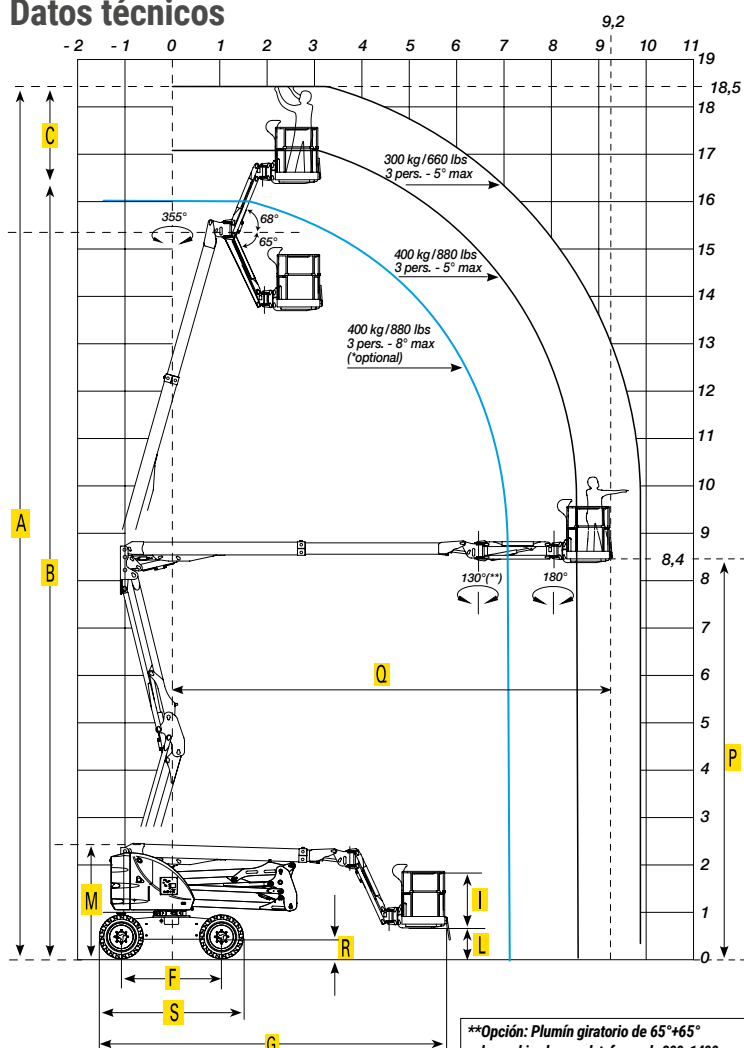 Datos técnicos
9,2
- 2 - 1 0 1 2 3 4 5 6 7 8 9 10 11
19
18,5
18
C
300 kg/660 lbs
3 pers. - 5° max
17
16
355°
68°
65°
400 kg/880 lbs
3 pers. - 5° max
15
14
400 kg/880 lbs
3 pers. - 8° max
(*optional)
13
12
11
10
A
9
B
8,4
8
130°(**)
180°
7
Q
6
5
P
4
3
2
M
I
1
R
L
0
F
S
G
**Opción: Plumín giratorio de 65°+65°